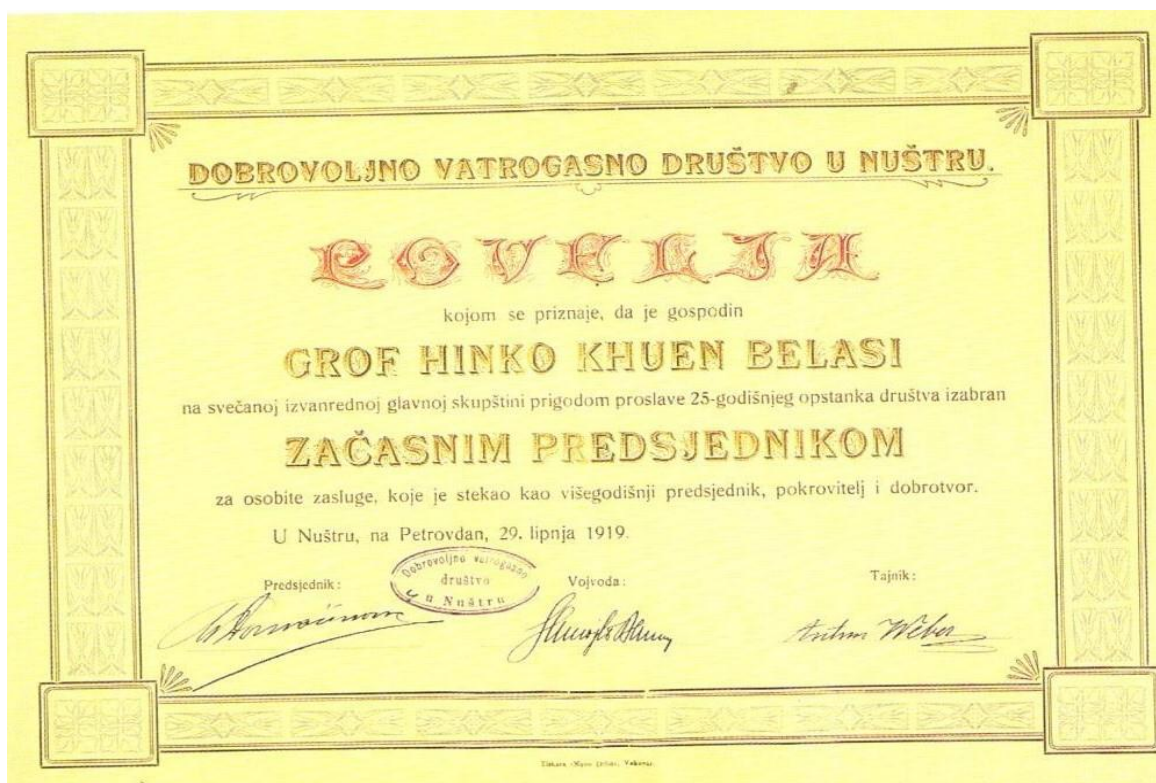 DOBROVOLJNO VATROGASNO DRUŠTVO U NUŠTRU.
POVELJA
kojom se priznaje, da je gospodin
GROF HINKO KHUEN BELASI
na svečanoj izvanrednoj glavnoj skupštini prigodom proslave 25-godišnjeg opstanka društva izabran
ZAČASNIM PREDSJEDNIKOM
za osobite zasluge, koje je stekao kao višegodišnji predsjednik, pokrovitelj i dobrotvor.
U Nuštru, na Petrovdan, 29. lipnja 1919.
Predsjednik:
Dobrovoljno vatrogasno
društvo
u Nuštru
Vojvoda:
Tajnik:
Antun Weber
Tiskara